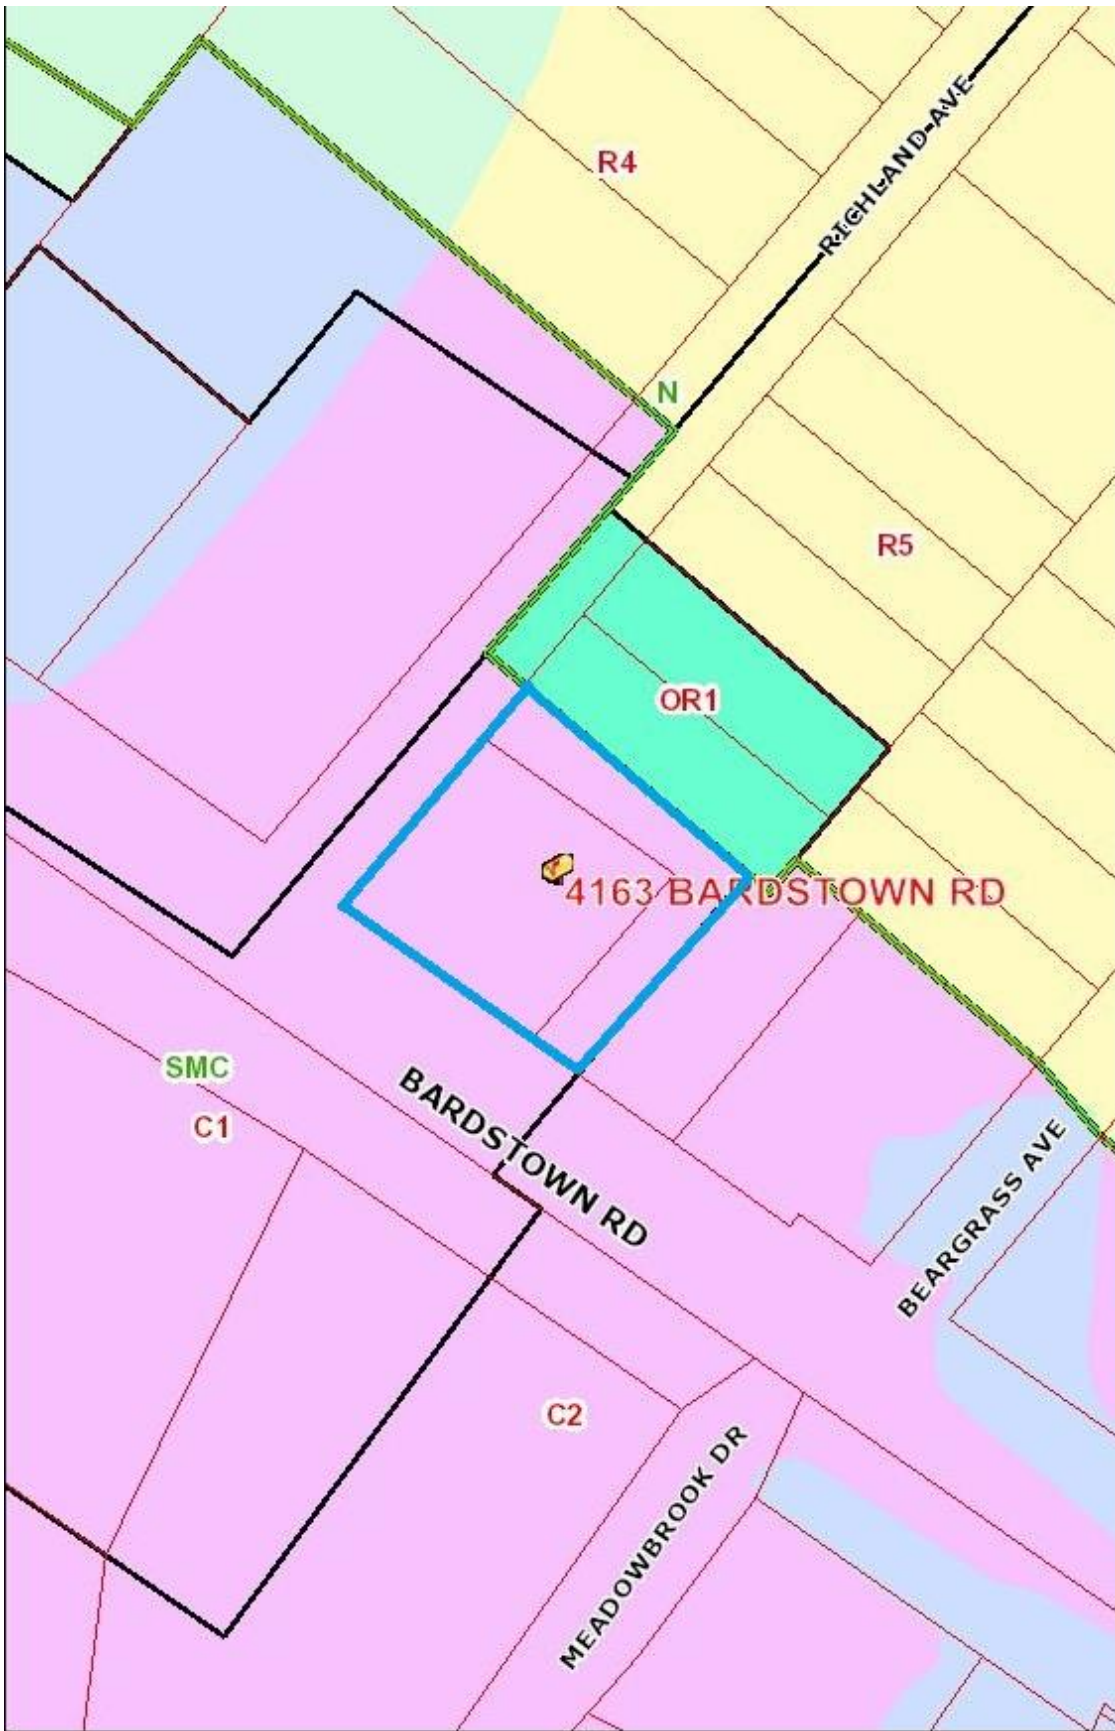 R4
RICHLAND AVE
N
R5
OR1
4163 BARDSTOWN RD
SMC
C1
BARDSTOWN RD
BEARGRASS AVE
C2
MEADOWBROOK DR